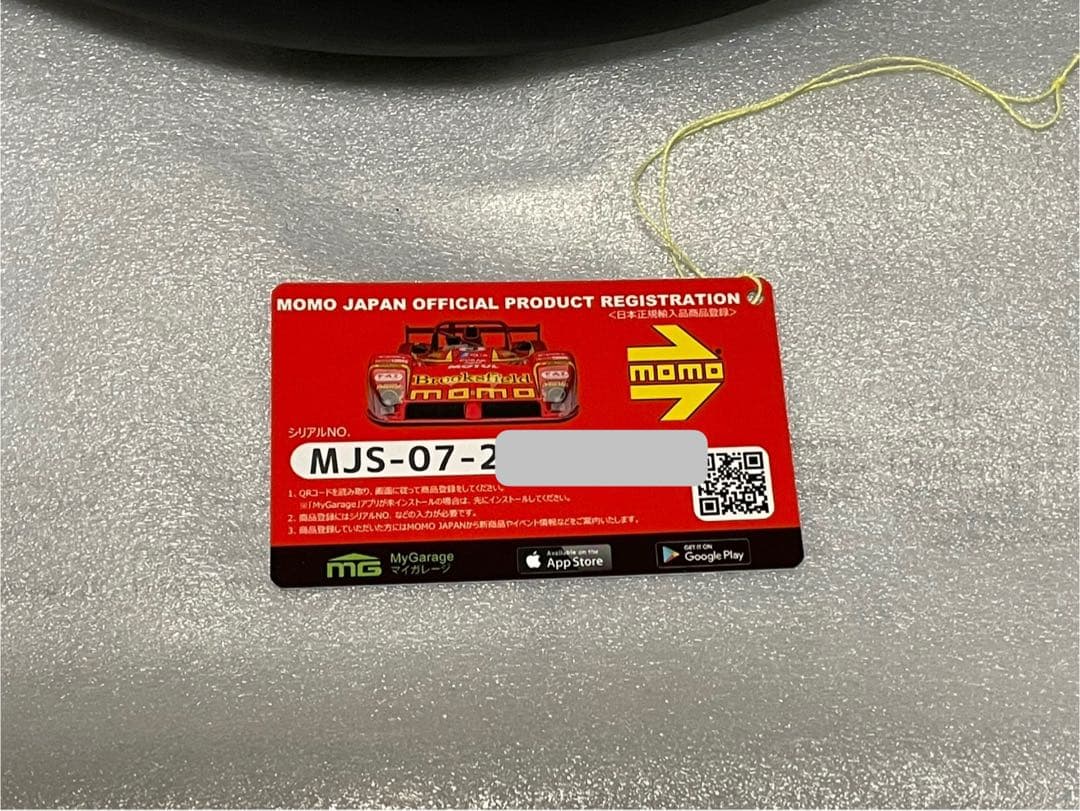 MOMO JAPAN OFFICIAL PRODUCT REGISTRATION
<日本正規輸入品商品登録>
MOTUL
Brooksfield
momo
momo
シリアルNO.
MJS-07-2
1. QRコードを読み取り、画面に従って商品登録をしてください。
※「MyGarage」アプリが未インストールの場合は、先にインストールしてください。
2. 商品登録にはシリアルNO. などの入力が必要です。
3. 商品登録していただいた方にはMOMO JAPANから新商品やイベント情報などをご案内いたします。
MG MyGarage
マイガレージ
Available on the
App Store
GET IT ON
Google Play